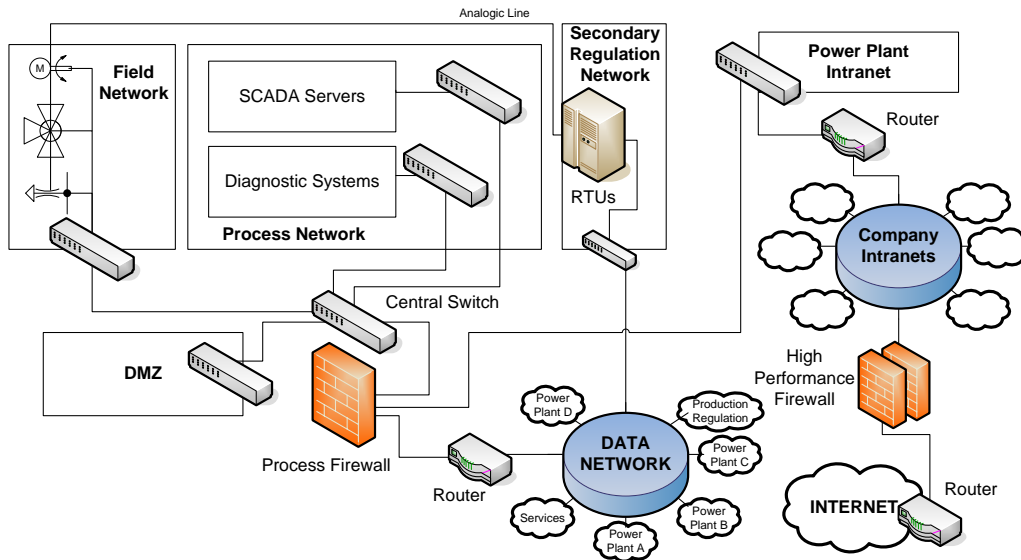 Analogic Line
M
Field
Network
SCADA Servers
Diagnostic Systems
Process Network
Secondary
Regulation
Network
RTUs
Power Plant
Intranet
Router
Company
Intranets
Central Switch
DMZ
Process Firewall
Router
High
Performance
Firewall
Power
Plant D
Production
Regulation
DATA
NETWORK
Power
Plant C
Services
Power
Plant A
Power
Plant B
INTERNET
Router